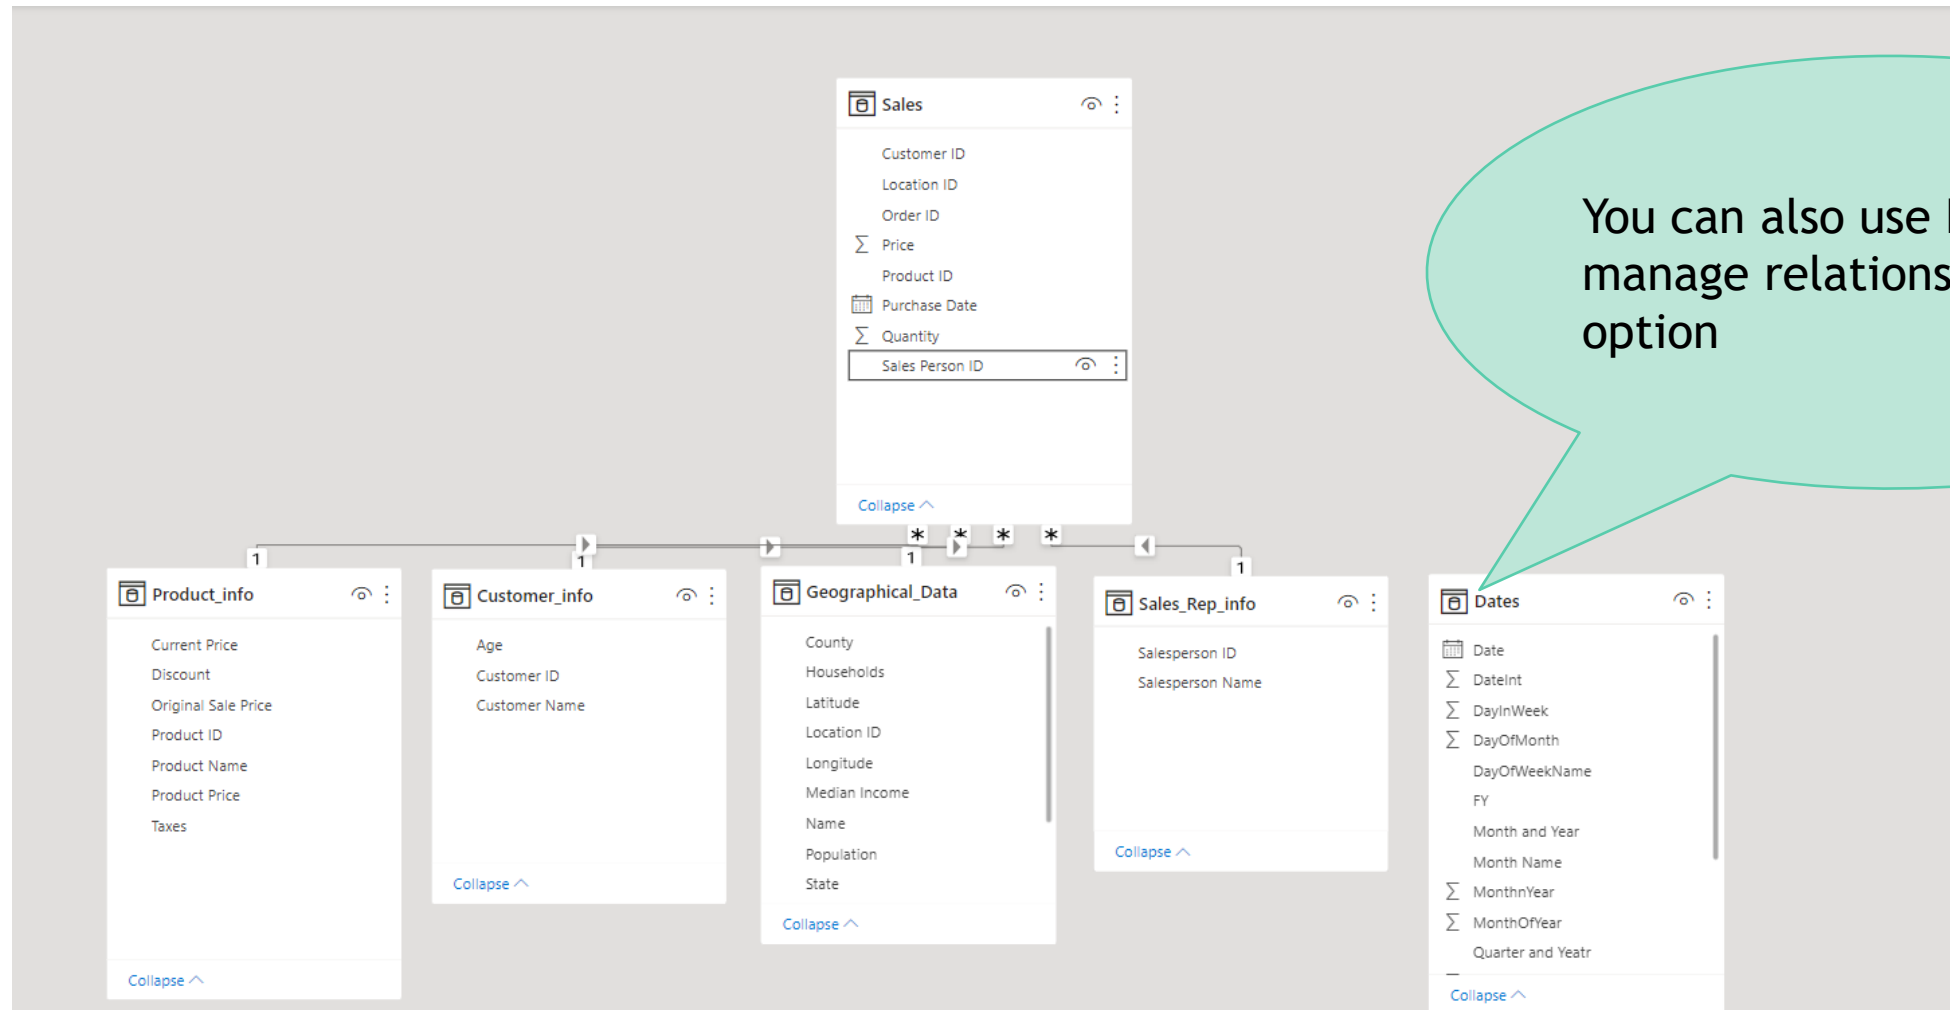 Sales
Customer ID
Location ID
Order ID
Price
Product ID
Purchase Date
Quantity
Sales Person ID
Collapse
You can also use
manage relations
option
* * * *
1
1
1
1
Product_info
Current Price
Discount
Original Sale Price
Product ID
Product Name
Product Price
Taxes
Collapse
Customer_info
Age
Customer ID
Customer Name
Collapse
Geographical_Data
County
Households
Latitude
Location ID
Longitude
Median Income
Name
Population
State
Collapse
Sales_Rep_info
Salesperson ID
Salesperson Name
Collapse
Dates
Date
DateInt
DayInWeek
DayOfMonth
DayOfWeekName
FY
Month and Year
Month Name
MonthnYear
MonthOfYear
Quarter and Yeatr
Collapse